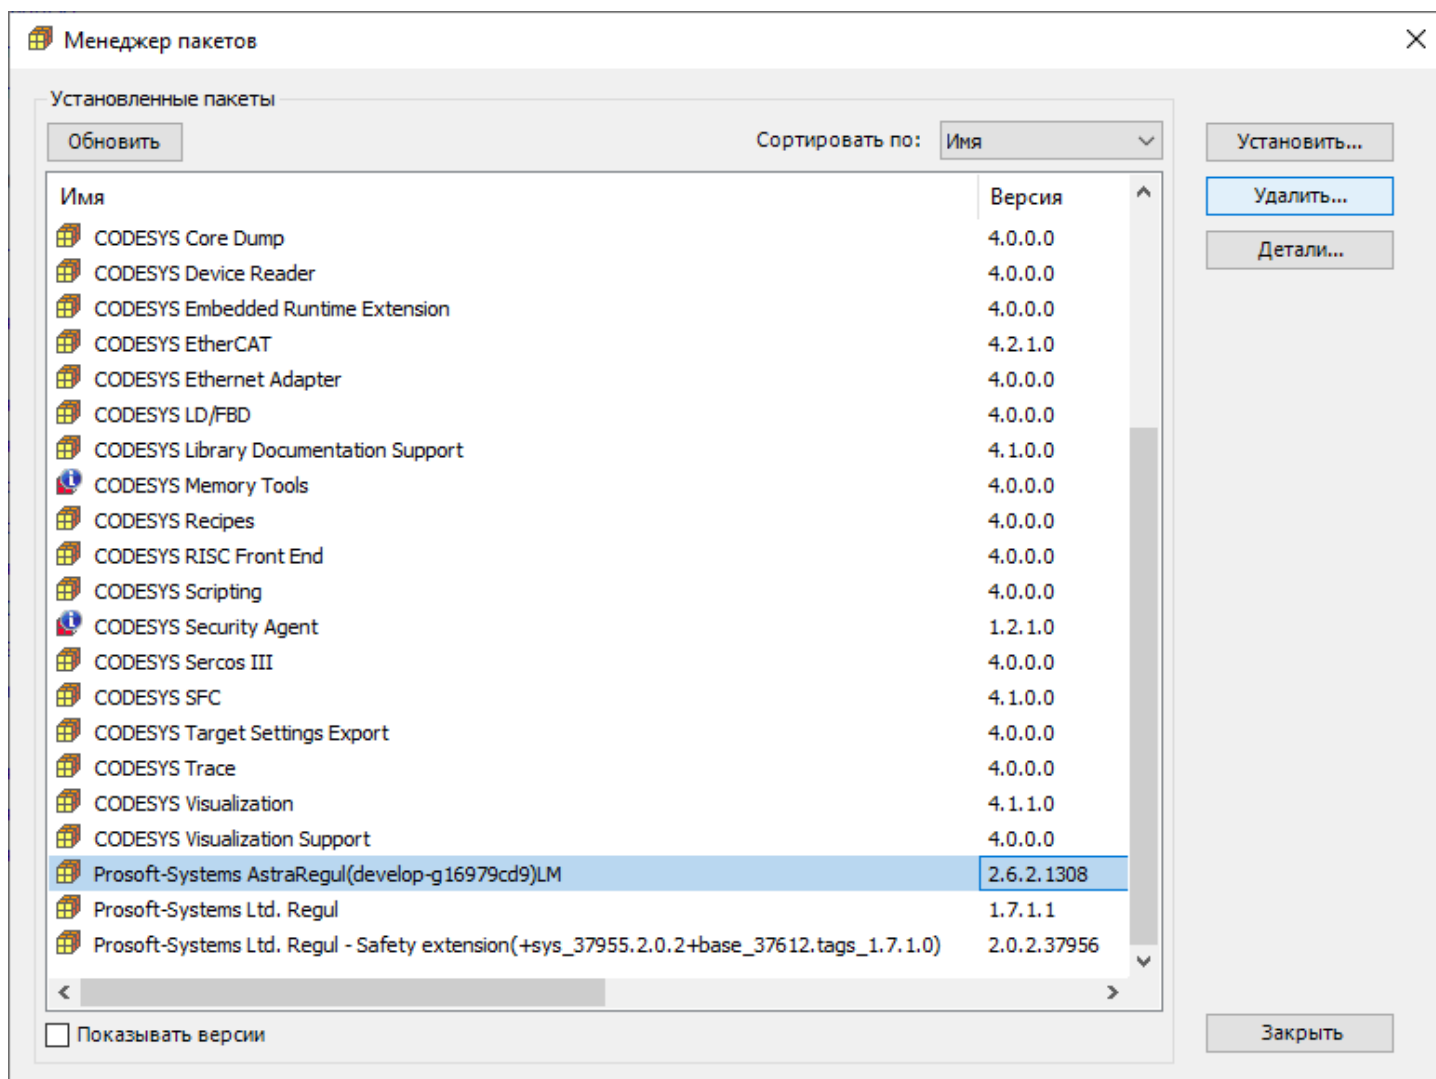 Менеджер пакетов
Установленные пакеты
Обновить Сортировать по: Имя Установить...
Имя Версия Удалить...
CODESYS Core Dump 4.0.0.0
Детали...
CODESYS Device Reader 4.0.0.0
CODESYS Embedded Runtime Extension 4.0.0.0
CODESYS EtherCAT 4.2.1.0
CODESYS Ethernet Adapter 4.0.0.0
CODESYS LD/FBD 4.0.0.0
CODESYS Library Documentation Support 4.1.0.0
CODESYS Memory Tools 4.0.0.0
CODESYS Recipes 4.0.0.0
CODESYS RISC Front End 4.0.0.0
CODESYS Scripting 4.0.0.0
CODESYS Security Agent 1.2.1.0
CODESYS Sercos III 4.0.0.0
CODESYS SFC 4.1.0.0
CODESYS Target Settings Export 4.0.0.0
CODESYS Trace 4.0.0.0
CODESYS Visualization 4.1.1.0
CODESYS Visualization Support 4.0.0.0
Prosoft-Systems AstraRegul(develop-g16979cd9)LM 2.6.2.1308
Prosoft-Systems Ltd. Regul 1.7.1.1
Prosoft-Systems Ltd. Regul - Safety extension(+sys_37955.2.0.2+base_37612.tags_1.7.1.0) 2.0.2.37956
Показывать версии Закрыть